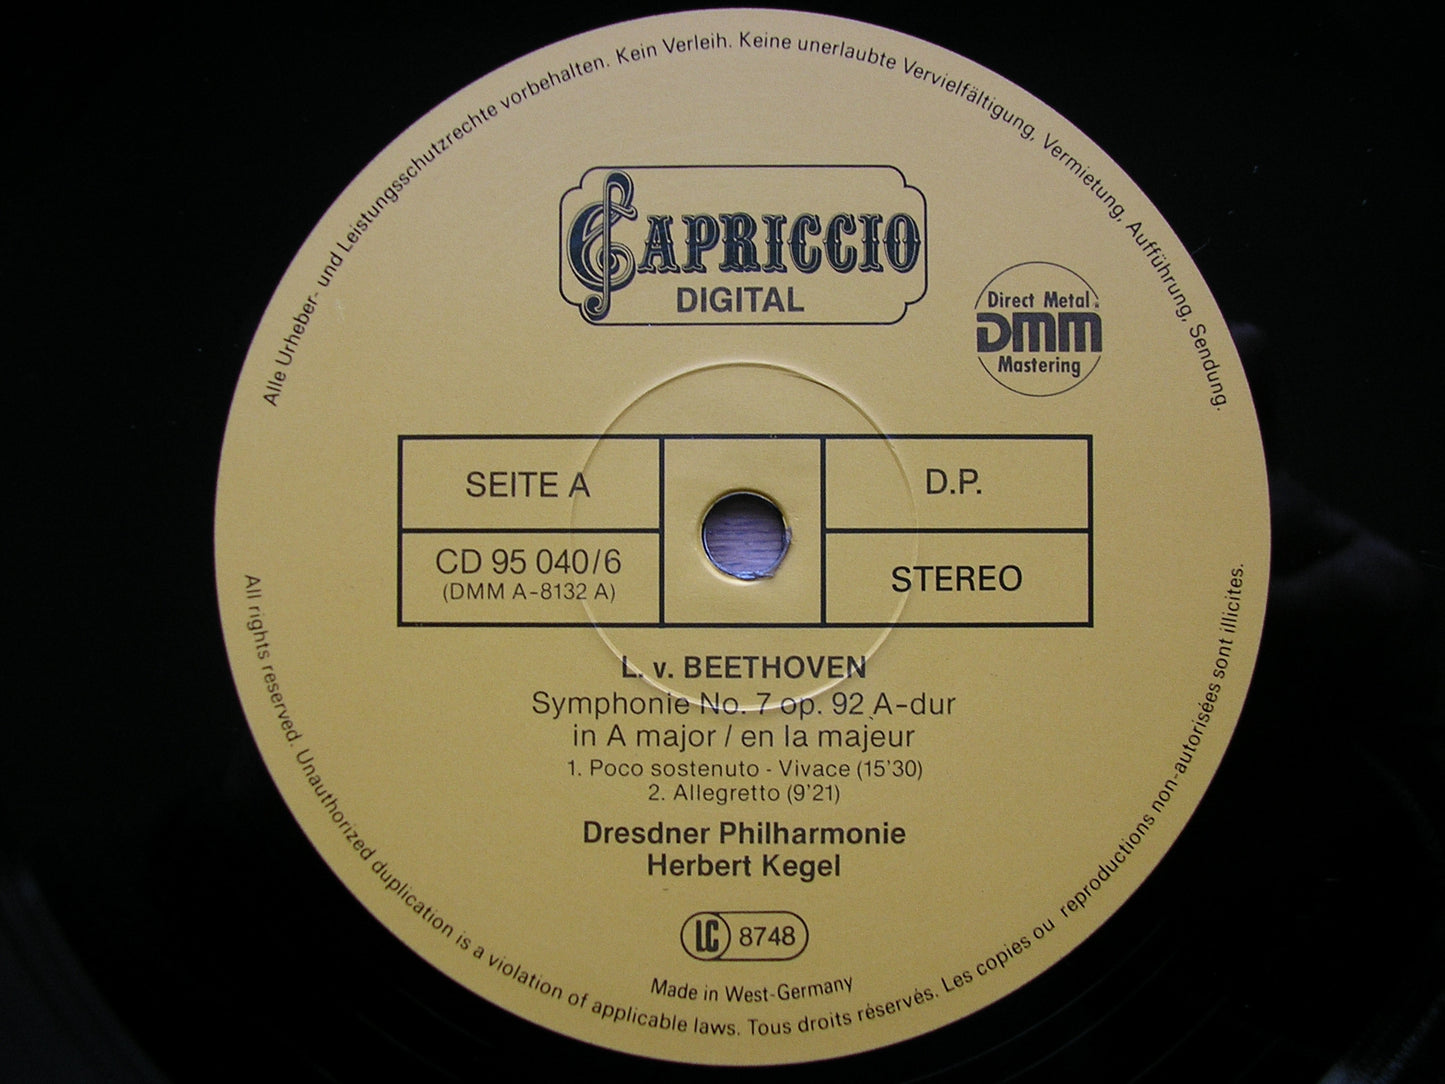 Alle Urheber- und Leistungsschutzrechte vorbehalten. Kein Verleih. Keine unerlaubte Vervielfältigung, Vermietung, Aufführung, Sendung.
CAPRICCIO
DIGITAL
Direct Metal
DMM
Mastering
SEITE A
D.P.
CD 95 040/6
(DMM A-8132 A)
STEREO
L. v. BEETHOVEN
Symphonie No. 7 op. 92 A-dur
in A major / en la majeur
1. Poco sostenuto - Vivace (15'30)
2. Allegretto (9'21)
Dresdner Philharmonie
Herbert Kegel
LC 8748
Made in West-Germany
All rights reserved. Unauthorized duplication is a violation of applicable laws. Tous droits réservés. Les copies ou reproductions non-autorisées sont illicites.